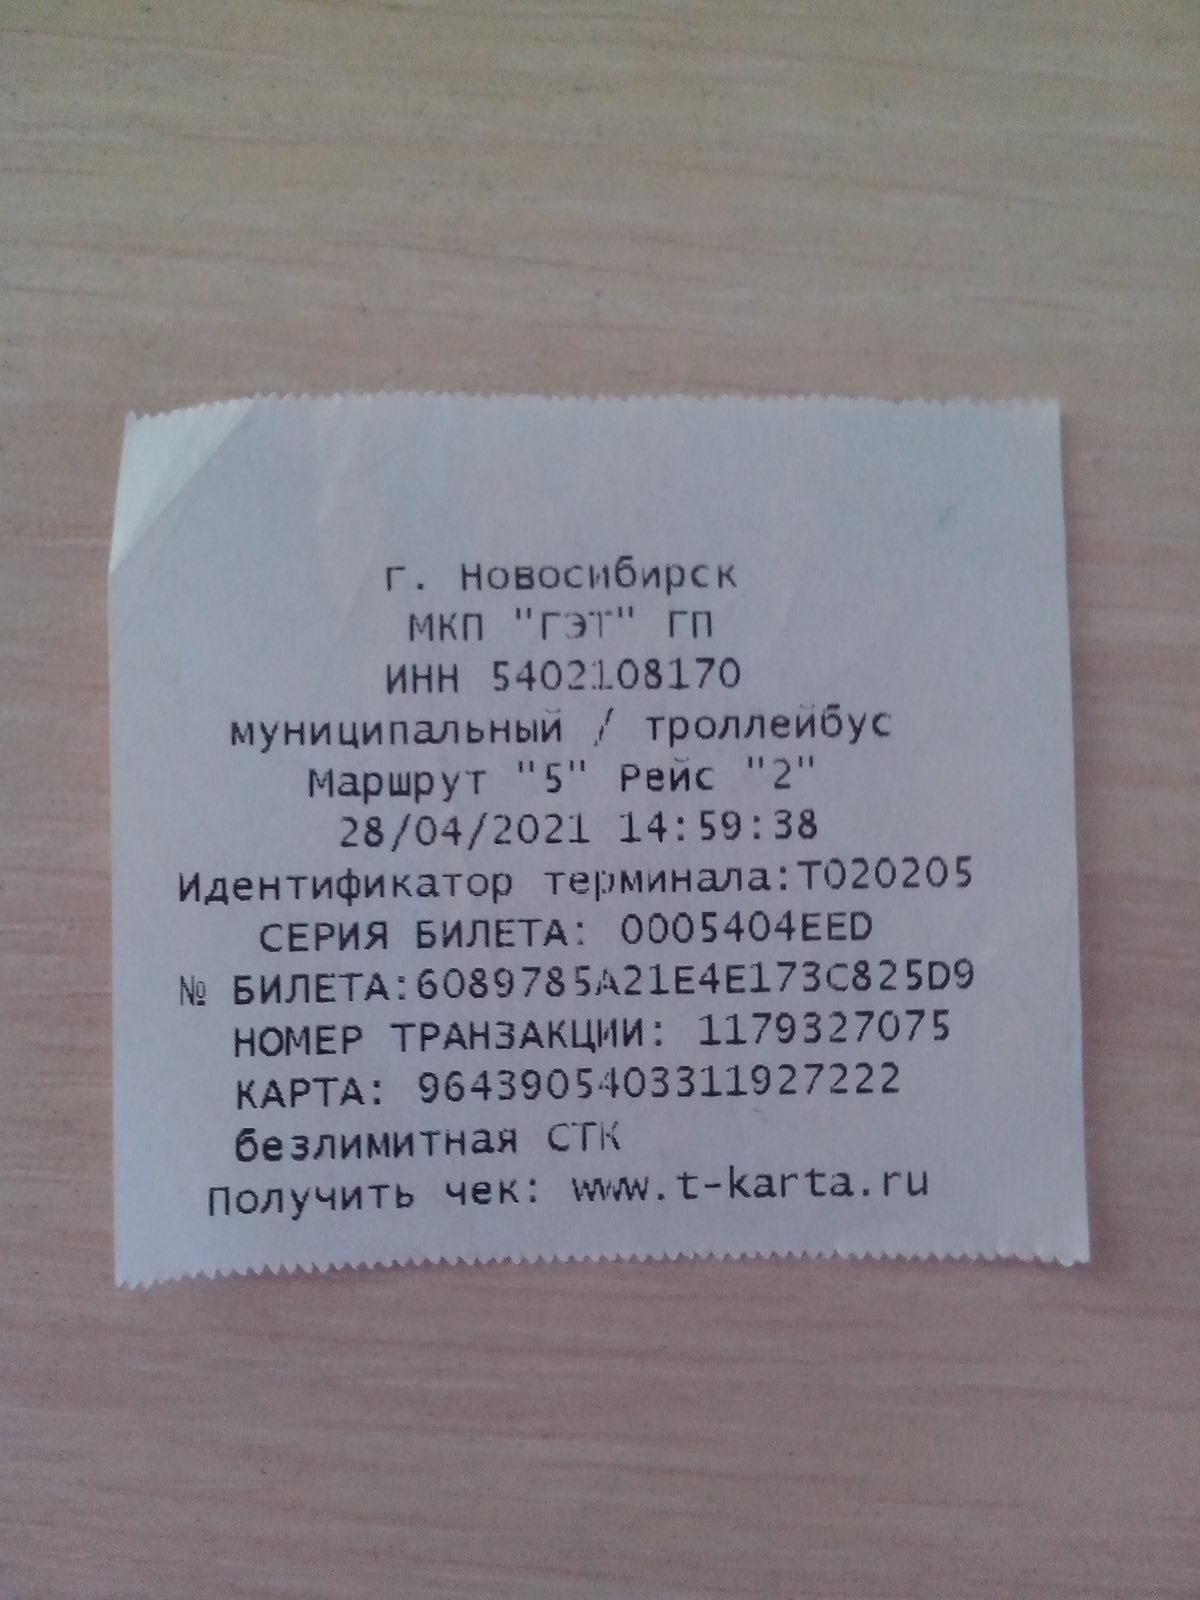 г. Новосибирск
МКП "ГЭТ" ГП
ИНН 5402108170
муниципальный / троллейбус
Маршрут "5" Рейс "2"
28/04/2021 14:59:38
Идентификатор терминала:T020205
СЕРИЯ БИЛЕТА: 0005404EED
№ БИЛЕТА:6089785A21E4E173C825D9
НОМЕР ТРАНЗАКЦИИ: 1179327075
КАРТА: 9643905403311927222
безлимитная СТК
Получить чек: www.t-karta.ru